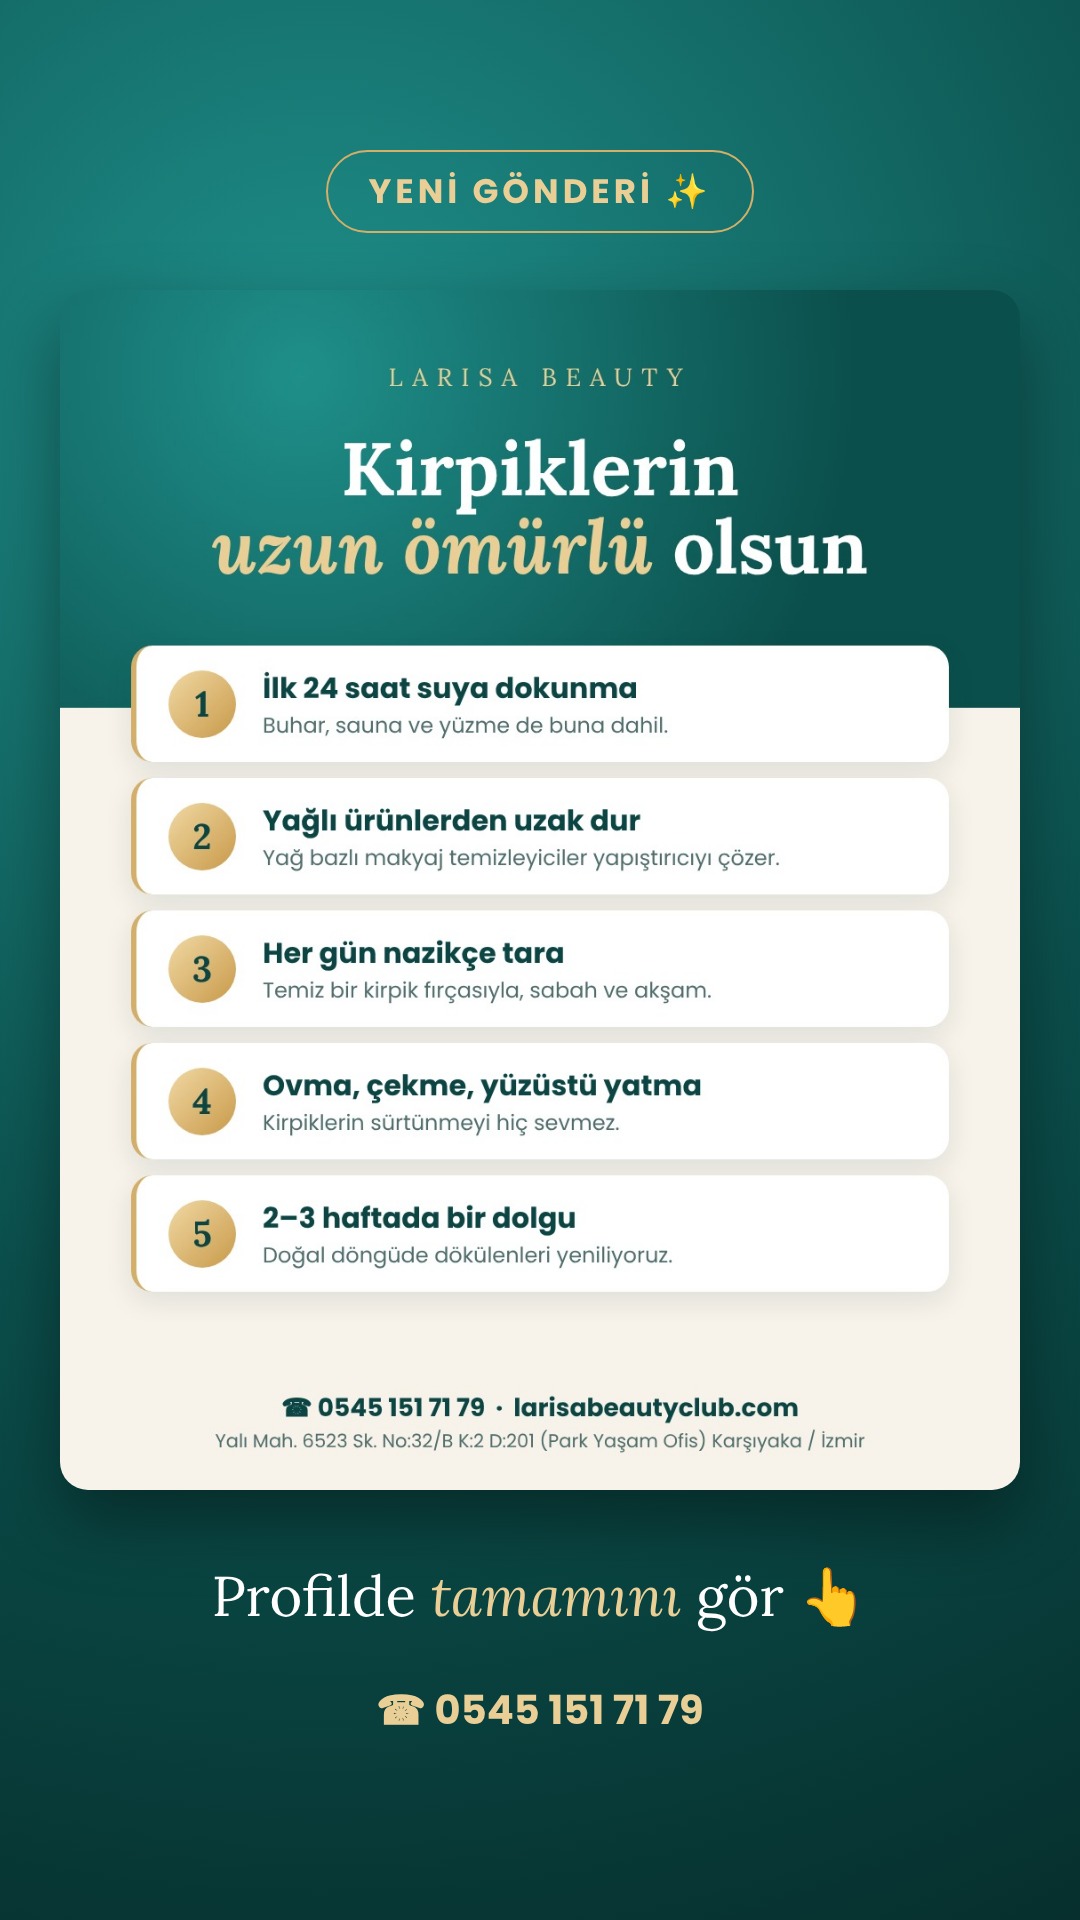 YENİ GÖNDERİ ✨
LARISA BEAUTY
Kirpiklerin
uzun ömürlü olsun
1
İlk 24 saat suya dokunma
Buhar, sauna ve yüzme de buna dahil.
2
Yağlı ürünlerden uzak dur
Yağ bazlı makyaj temizleyiciler yapıştırıcıyı çözer.
3
Her gün nazikçe tara
Temiz bir kirpik fırçasıyla, sabah ve akşam.
4
Ovma, çekme, yüzüstü yatma
Kirpiklerin sürtünmeyi hiç sevmez.
5
2–3 haftada bir dolgu
Doğal döngüde dökülenleri yeniliyoruz.
☎ 0545 151 71 79 · larisabeautyclub.com
Yalı Mah. 6523 Sk. No:32/B K:2 D:201 (Park Yaşam Ofis) Karşıyaka / İzmir
Profilde tamamını gör 👆
☎ 0545 151 71 79